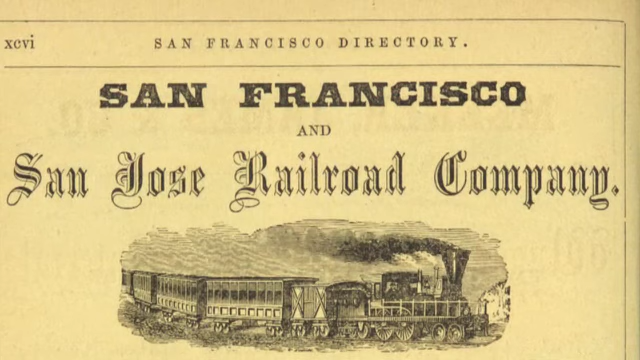 xcvi SAN FRANCISCO DIRECTORY.
SAN FRANCISCO
AND
San Jose Railroad Company.